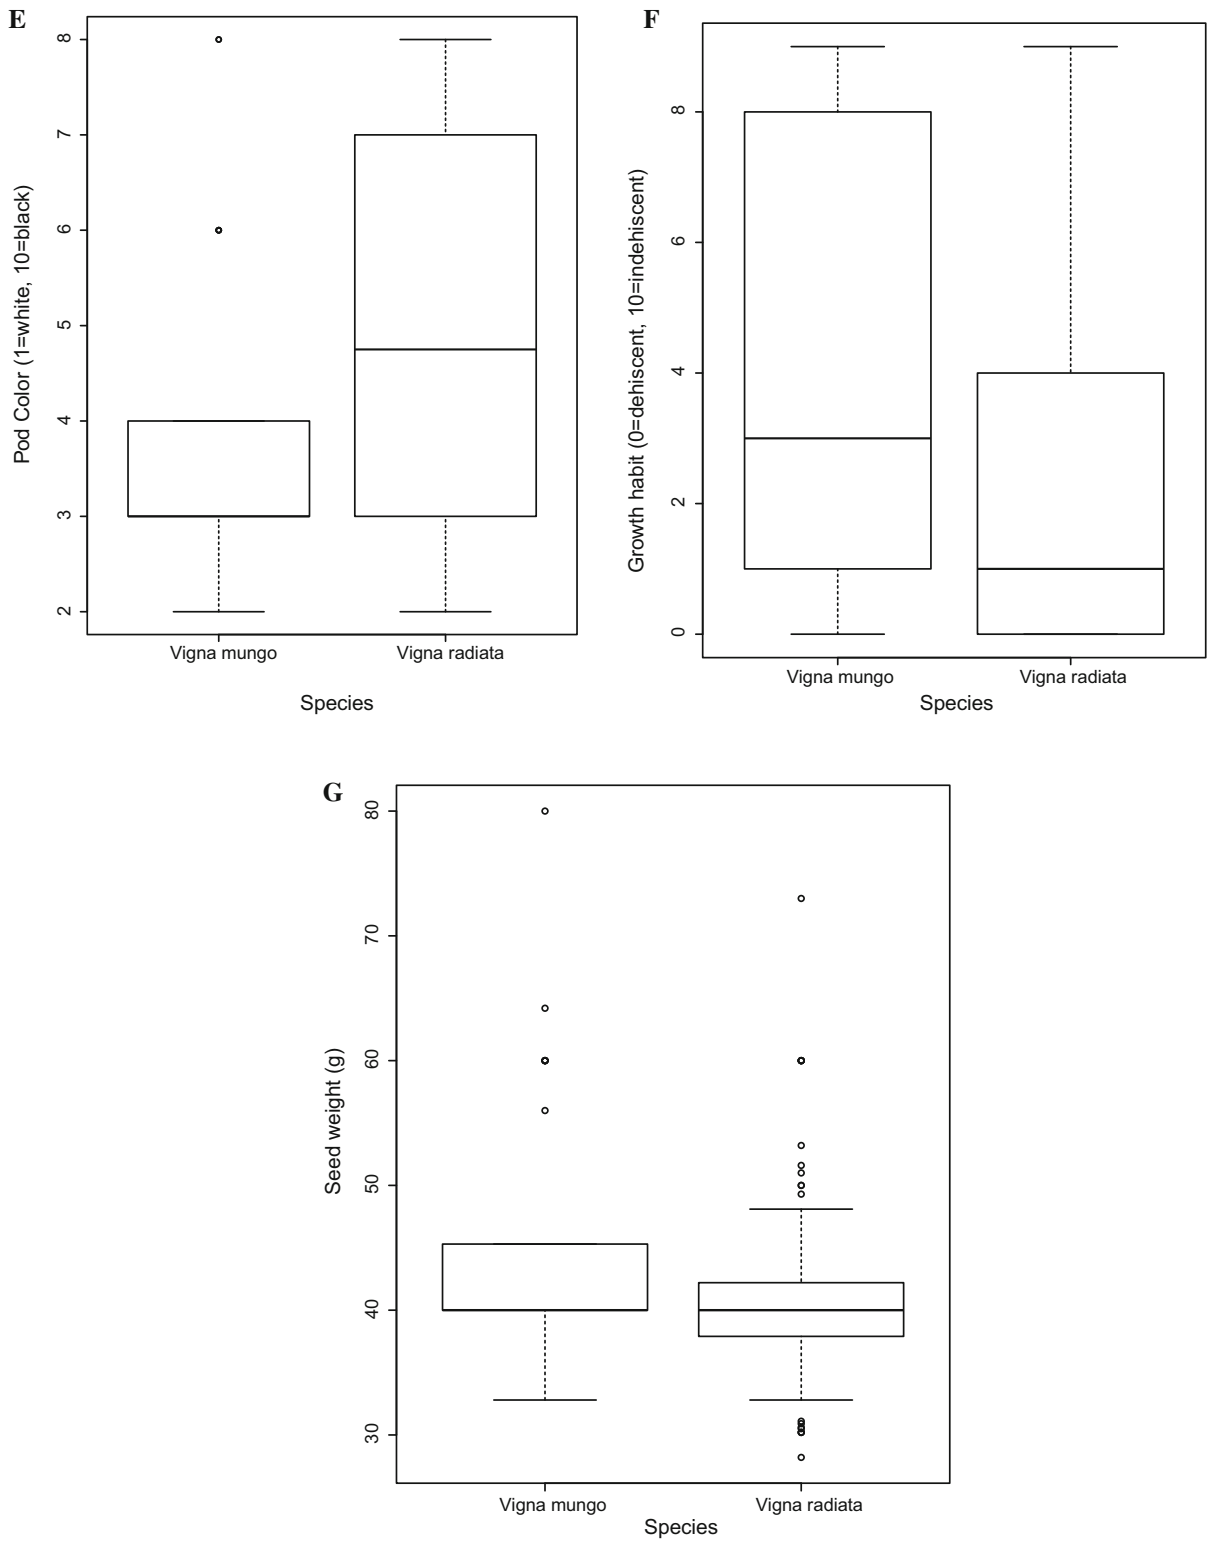 E
Pod Color (1=white, 10=black)
8
7
6
5
4
3
2
Vigna mungo
Vigna radiata
Species
F
Growth habit (0=dehiscent, 10=indehiscent)
8
6
4
2
0
Vigna mungo
Vigna radiata
Species
G
Seed weight (g)
80
70
60
50
40
30
Vigna mungo
Vigna radiata
Species